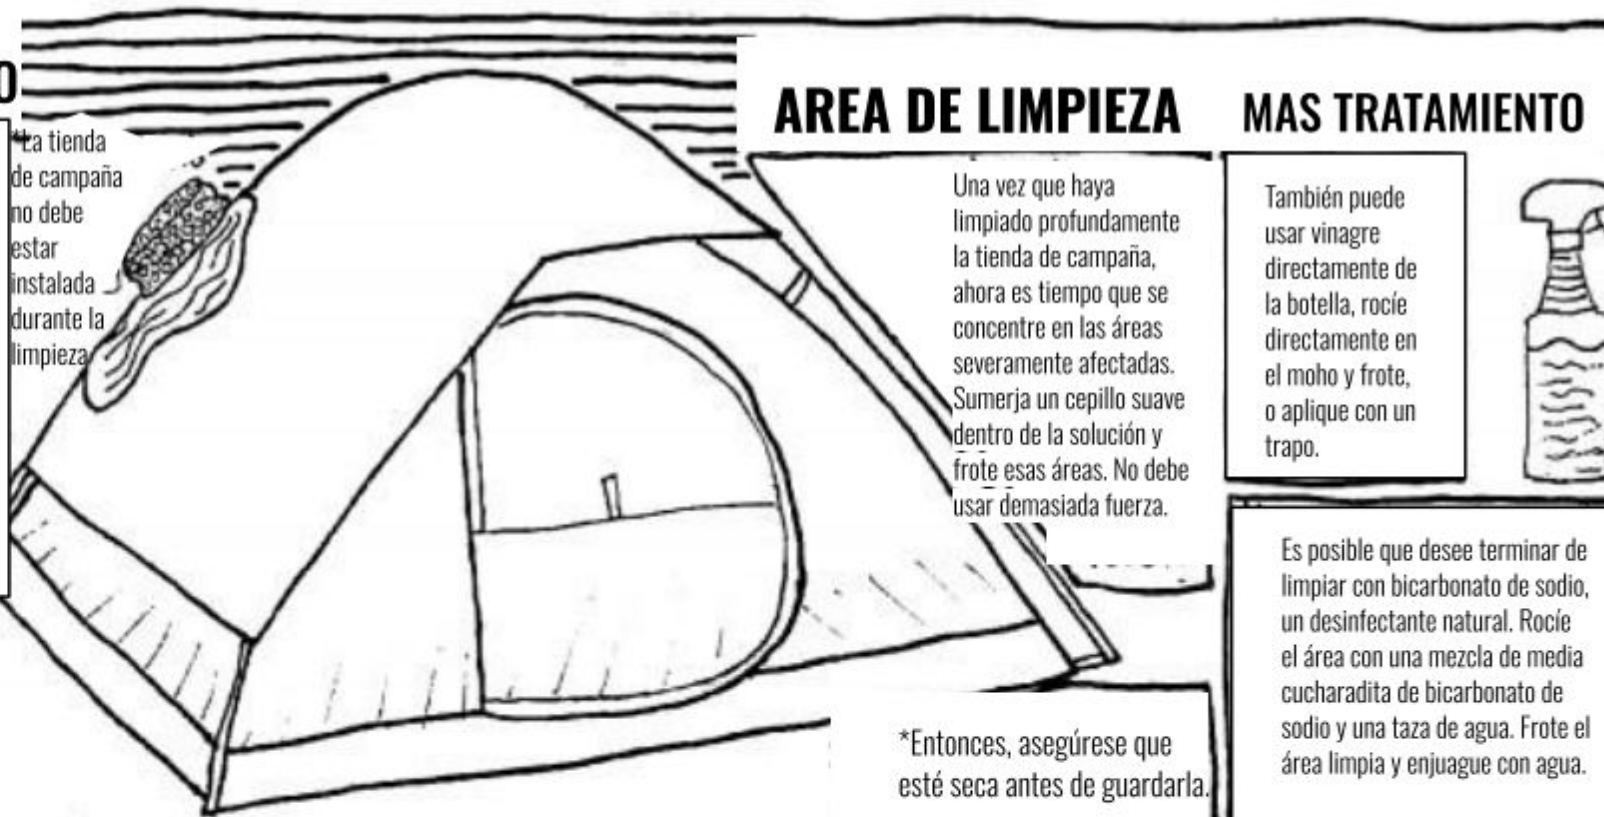 O
*La tienda
de campaña
no debe
estar
instalada
durante la
limpieza
AREA DE LIMPIEZA
Una vez que haya
limpiado profundamente
la tienda de campaña,
ahora es tiempo que se
concentre en las áreas
severamente afectadas.
Sumerja un cepillo suave
dentro de la solución y
frote esas áreas. No debe
usar demasiada fuerza.
*Entonces, asegúrese que
esté seca antes de guardarla.
MAS TRATAMIENTO
También puede
usar vinagre
directamente de
la botella, rocíe
directamente en
el moho y frote,
o aplique con un
trapo.
Es posible que desee terminar de
limpiar con bicarbonato de sodio,
un desinfectante natural. Rocíe
el área con una mezcla de media
cucharadita de bicarbonato de
sodio y una taza de agua. Frote el
área limpia y enjuague con agua.